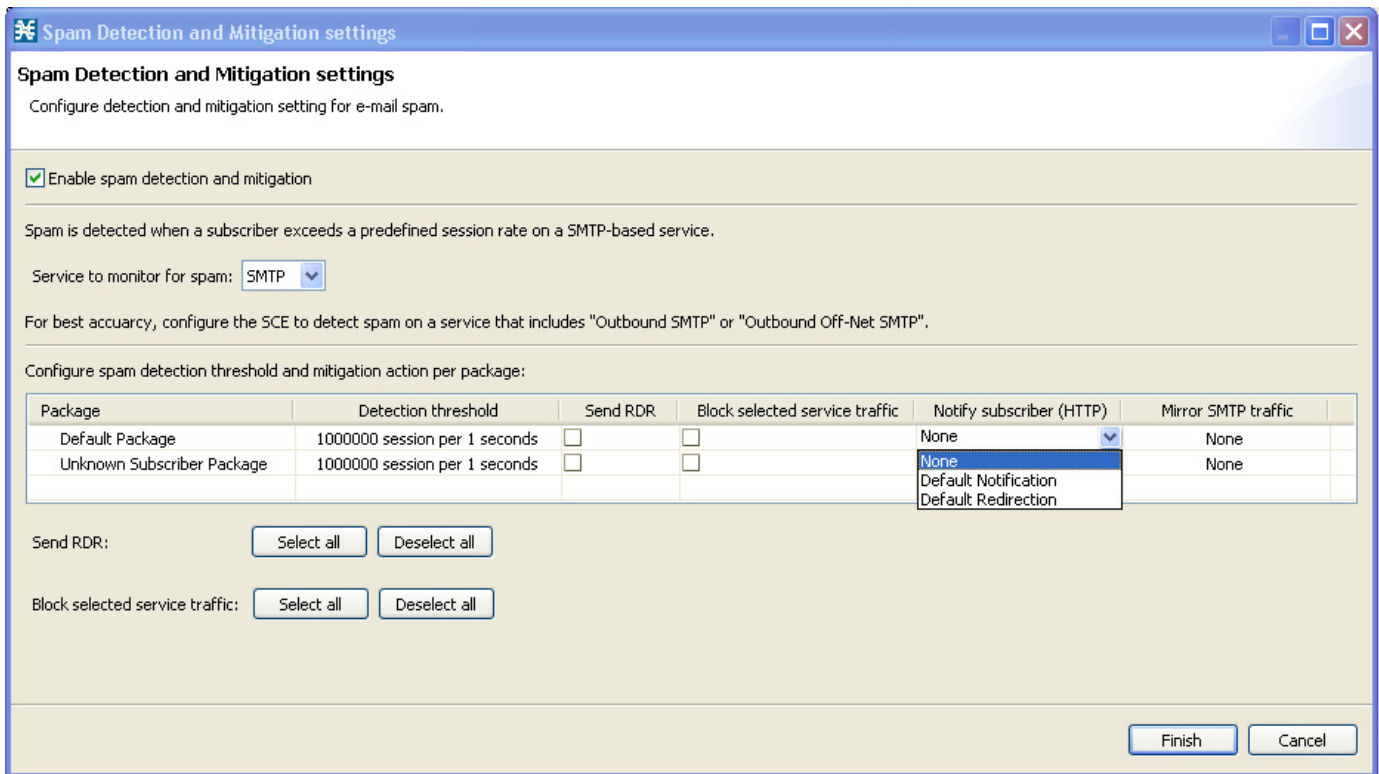 Spam Detection and Mitigation settings
Spam Detection and Mitigation settings
Configure detection and mitigation setting for e-mail spam.
Enable spam detection and mitigation
Spam is detected when a subscriber exceeds a predefined session rate on a SMTP-based service.
Service to monitor for spam: SMTP
For best accuarcy, configure the SCE to detect spam on a service that includes "Outbound SMTP" or "Outbound Off-Net SMTP".
Configure spam detection threshold and mitigation action per package:
Package Detection threshold Send RDR Block selected service traffic Notify subscriber (HTTP) Mirror SMTP traffic
Default Package 1000000 session per 1 seconds None None
Unknown Subscriber Package 1000000 session per 1 seconds None None
Default Notification
Default Redirection
Send RDR: Select all Deselect all
Block selected service traffic: Select all Deselect all
Finish Cancel